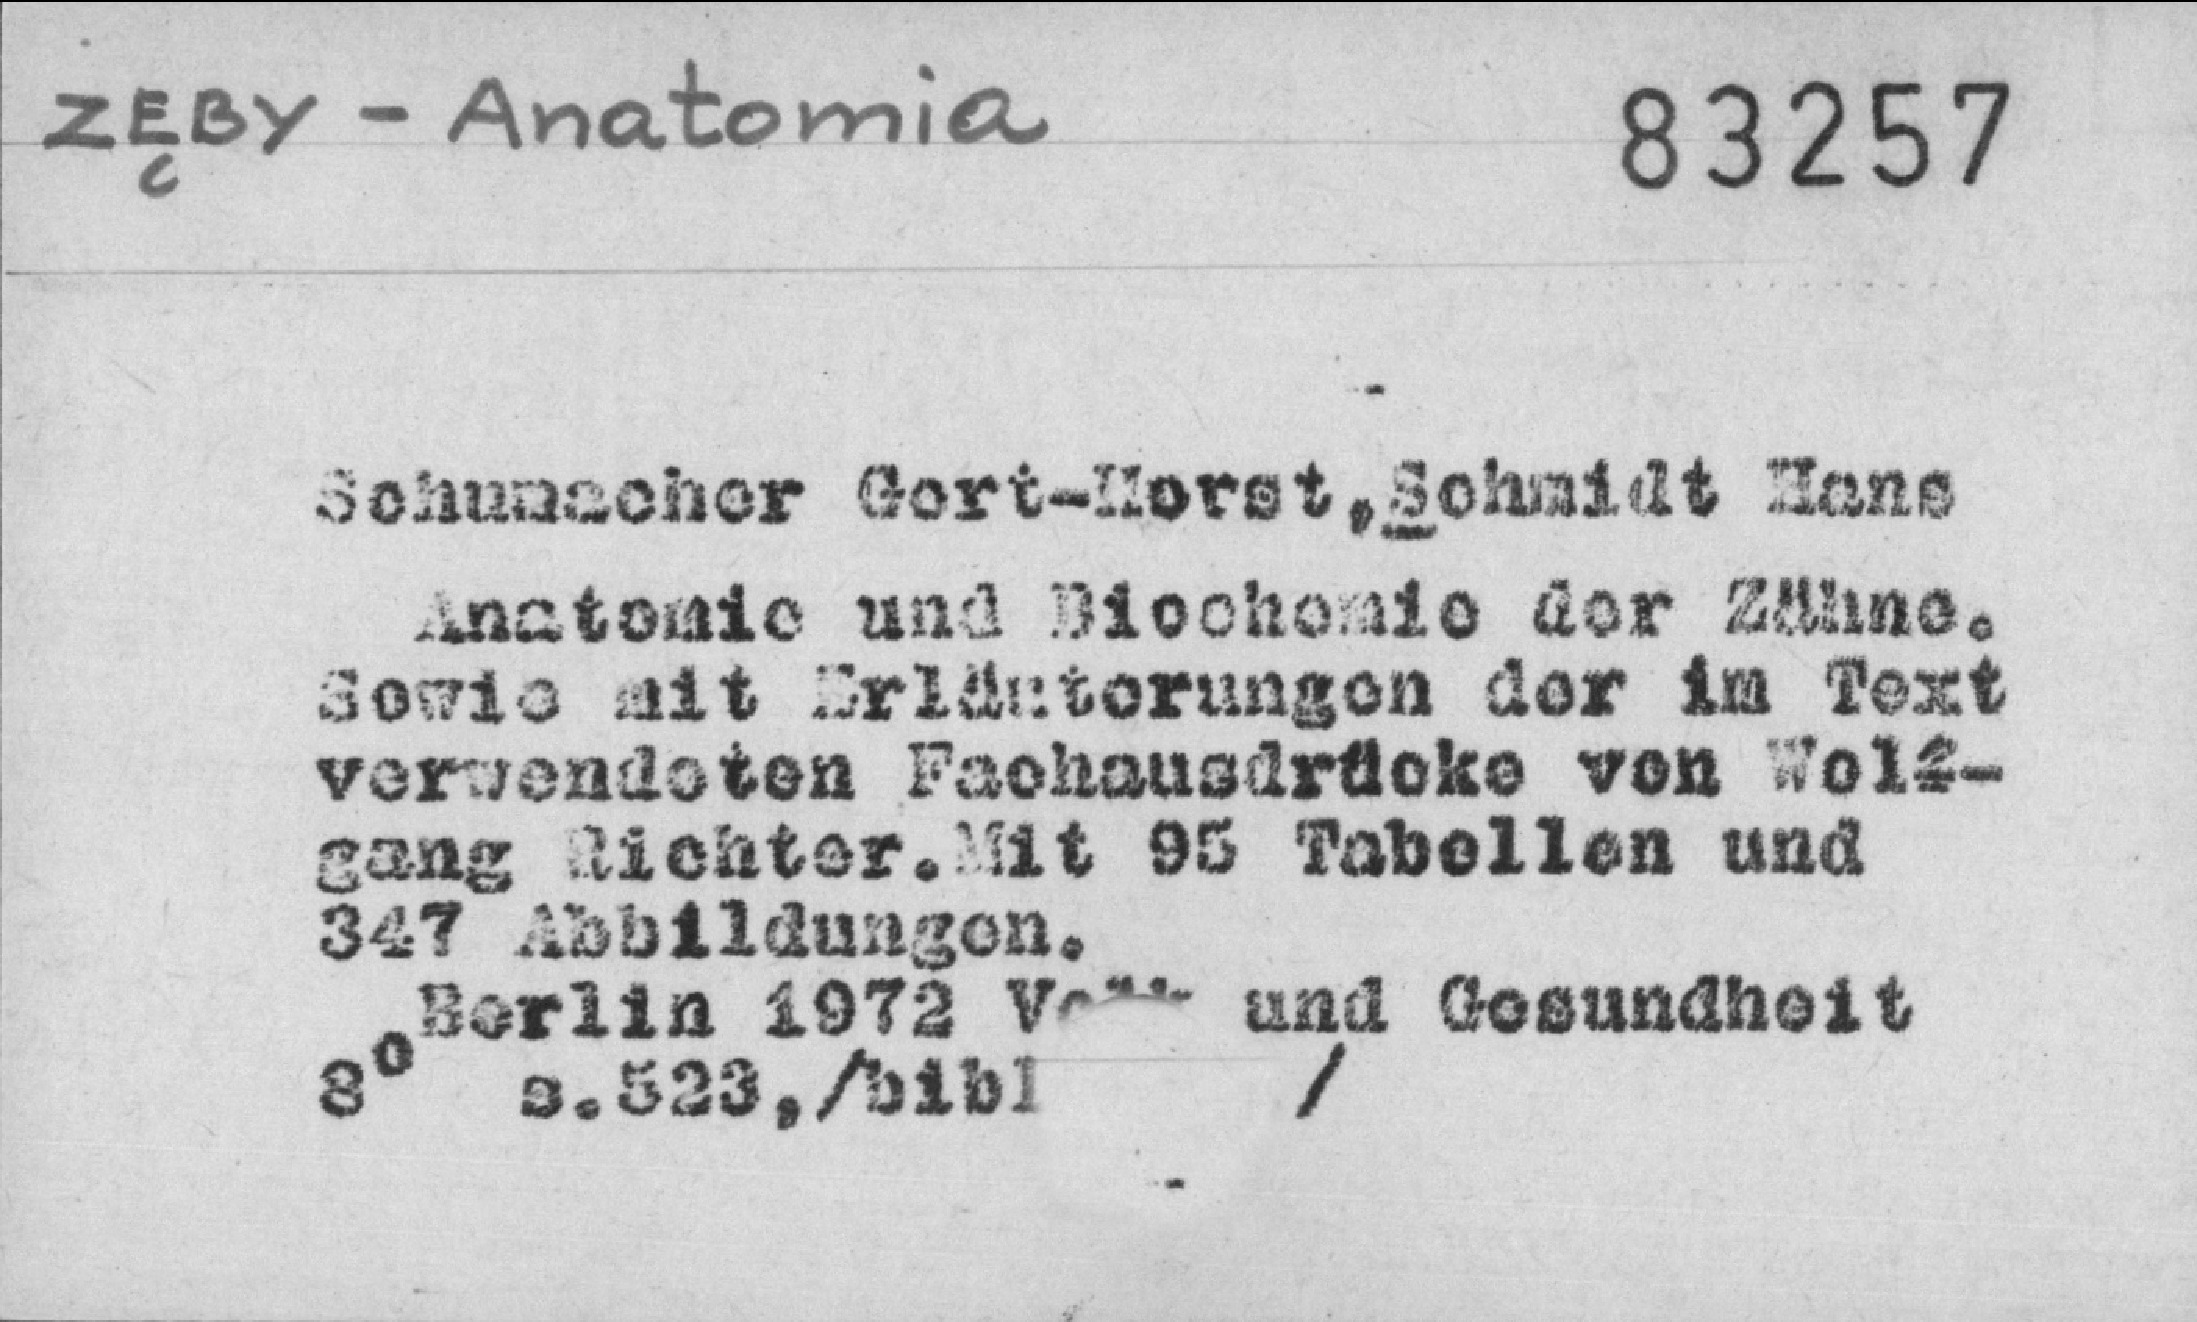 ZĘBY - Anatomia 83257
Schumacher Gert-Horst,Schmidt Hans
Anatomie und Biochemie der Zähne.
Sowie mit Erläuterungen der im Text
verwendeten Fachausdrücke von Wolf-
gang Richter.Mit 95 Tabellen und
347 Abbildungen.
Berlin 1972 und Gesundheit
8° s.523,/bibl /